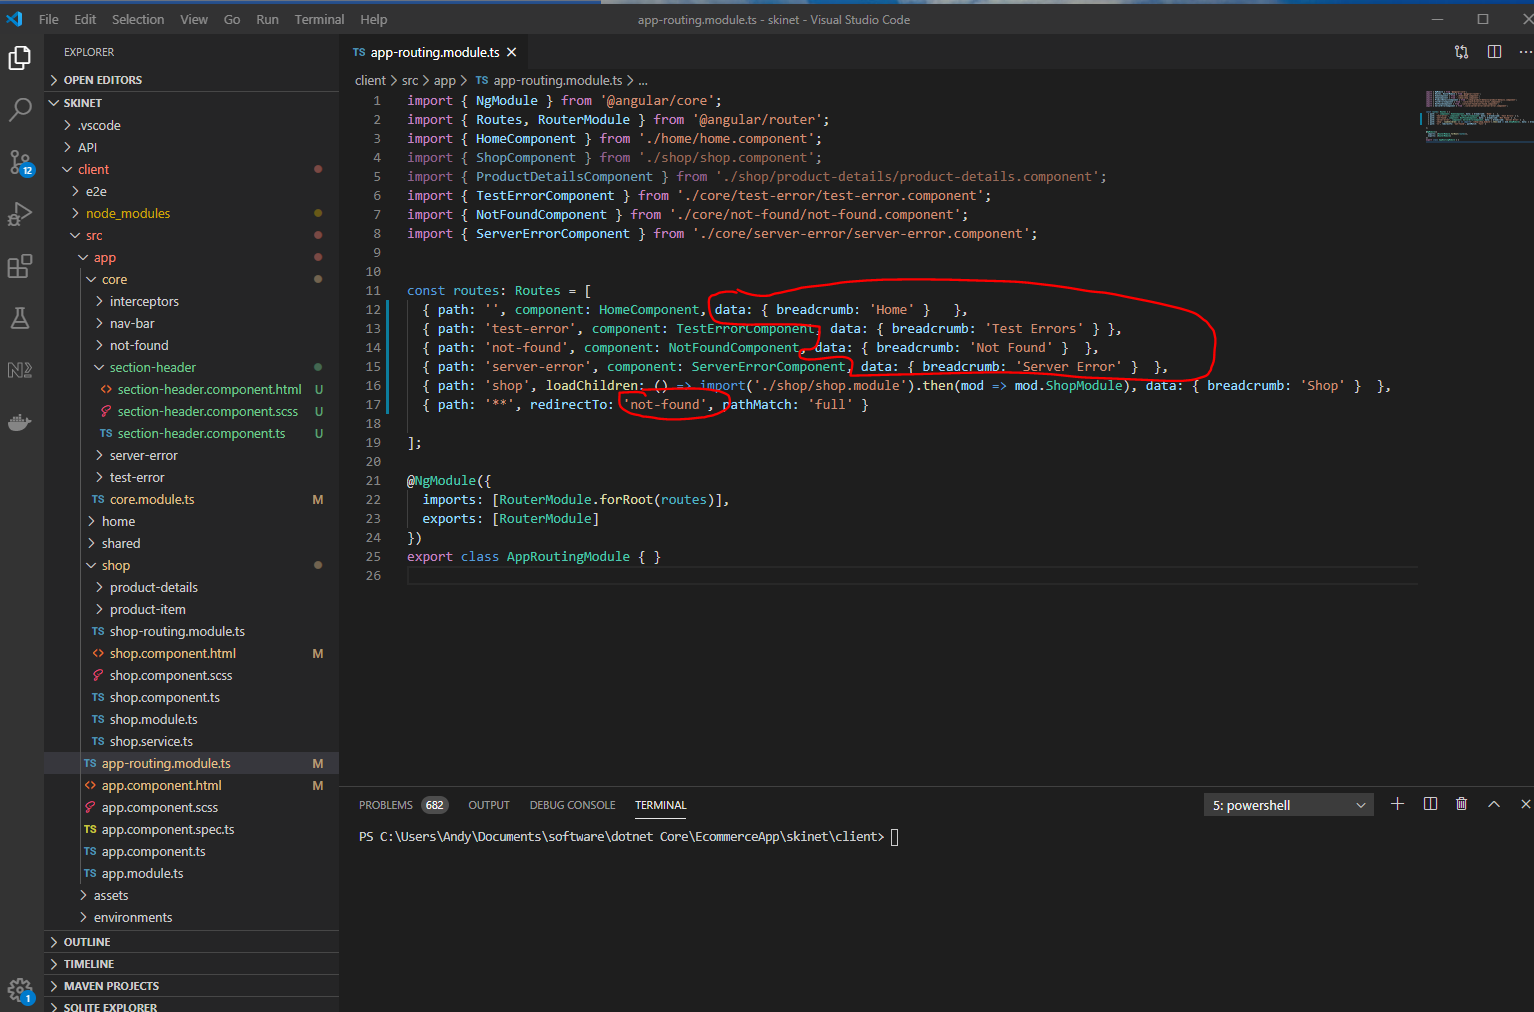 File Edit Selection View Go Run Terminal Help
app-routing.module.ts - skinet - Visual Studio Code
EXPLORER
OPEN EDITORS
SKINET
.vscode
API
client
e2e
node_modules
src
app
core
interceptors
nav-bar
not-found
section-header
section-header.component.html U
section-header.component.scss U
TS section-header.component.ts U
server-error
test-error
TS core.module.ts M
home
shared
shop
product-details
product-item
TS shop-routing.module.ts
shop.component.html M
shop.component.scss
TS shop.component.ts
TS shop.module.ts
TS shop.service.ts
TS app-routing.module.ts M
app.component.html M
app.component.scss
TS app.component.spec.ts
TS app.component.ts
TS app.module.ts
assets
environments
OUTLINE
TIMELINE
MAVEN PROJECTS
SQLITE EXPLORER
12
1
TS app-routing.module.ts
client > src > app > TS app-routing.module.ts > ...
1 import { NgModule } from '@angular/core';
2 import { Routes, RouterModule } from '@angular/router';
3 import { HomeComponent } from './home/home.component';
4 import { ShopComponent } from './shop/shop.component';
5 import { ProductDetailsComponent } from './shop/product-details/product-details.component';
6 import { TestErrorComponent } from './core/test-error/test-error.component';
7 import { NotFoundComponent } from './core/not-found/not-found.component';
8 import { ServerErrorComponent } from './core/server-error/server-error.component';
9
10
11 const routes: Routes = [
12 { path: '', component: HomeComponent, data: { breadcrumb: 'Home' } },
13 { path: 'test-error', component: TestErrorComponent, data: { breadcrumb: 'Test Errors' } },
14 { path: 'not-found', component: NotFoundComponent, data: { breadcrumb: 'Not Found' } },
15 { path: 'server-error', component: ServerErrorComponent, data: { breadcrumb: 'Server Error' } },
16 { path: 'shop', loadChildren: () => import('./shop/shop.module').then(mod => mod.ShopModule), data: { breadcrumb: 'Shop' } },
17 { path: '**', redirectTo: 'not-found', pathMatch: 'full' }
18
19 ];
20
21 @NgModule({
22 imports: [RouterModule.forRoot(routes)],
23 exports: [RouterModule]
24 })
25 export class AppRoutingModule { }
26
PROBLEMS 682 OUTPUT DEBUG CONSOLE TERMINAL 5: powershell
PS C:\Users\Andy\Documents\software\dotnet Core\EcommerceApp\skinet\client>